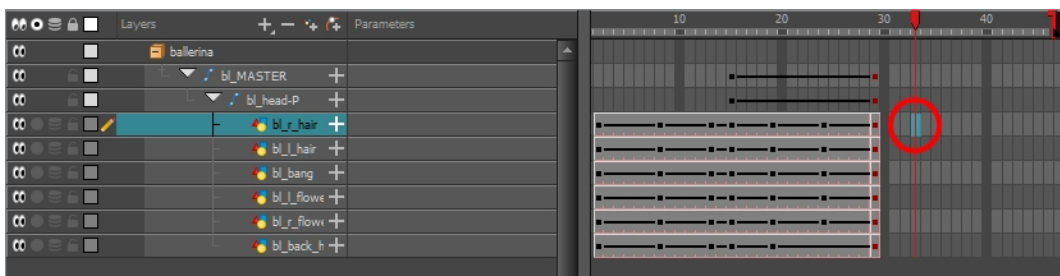 Layers Parameters 10 20 30 40
ballerina
bl_MASTER
bl_head-P
bl_r_hair
bl_l_hair
bl_bang
bl_l_flowe
bl_r_flowe
bl_back_h